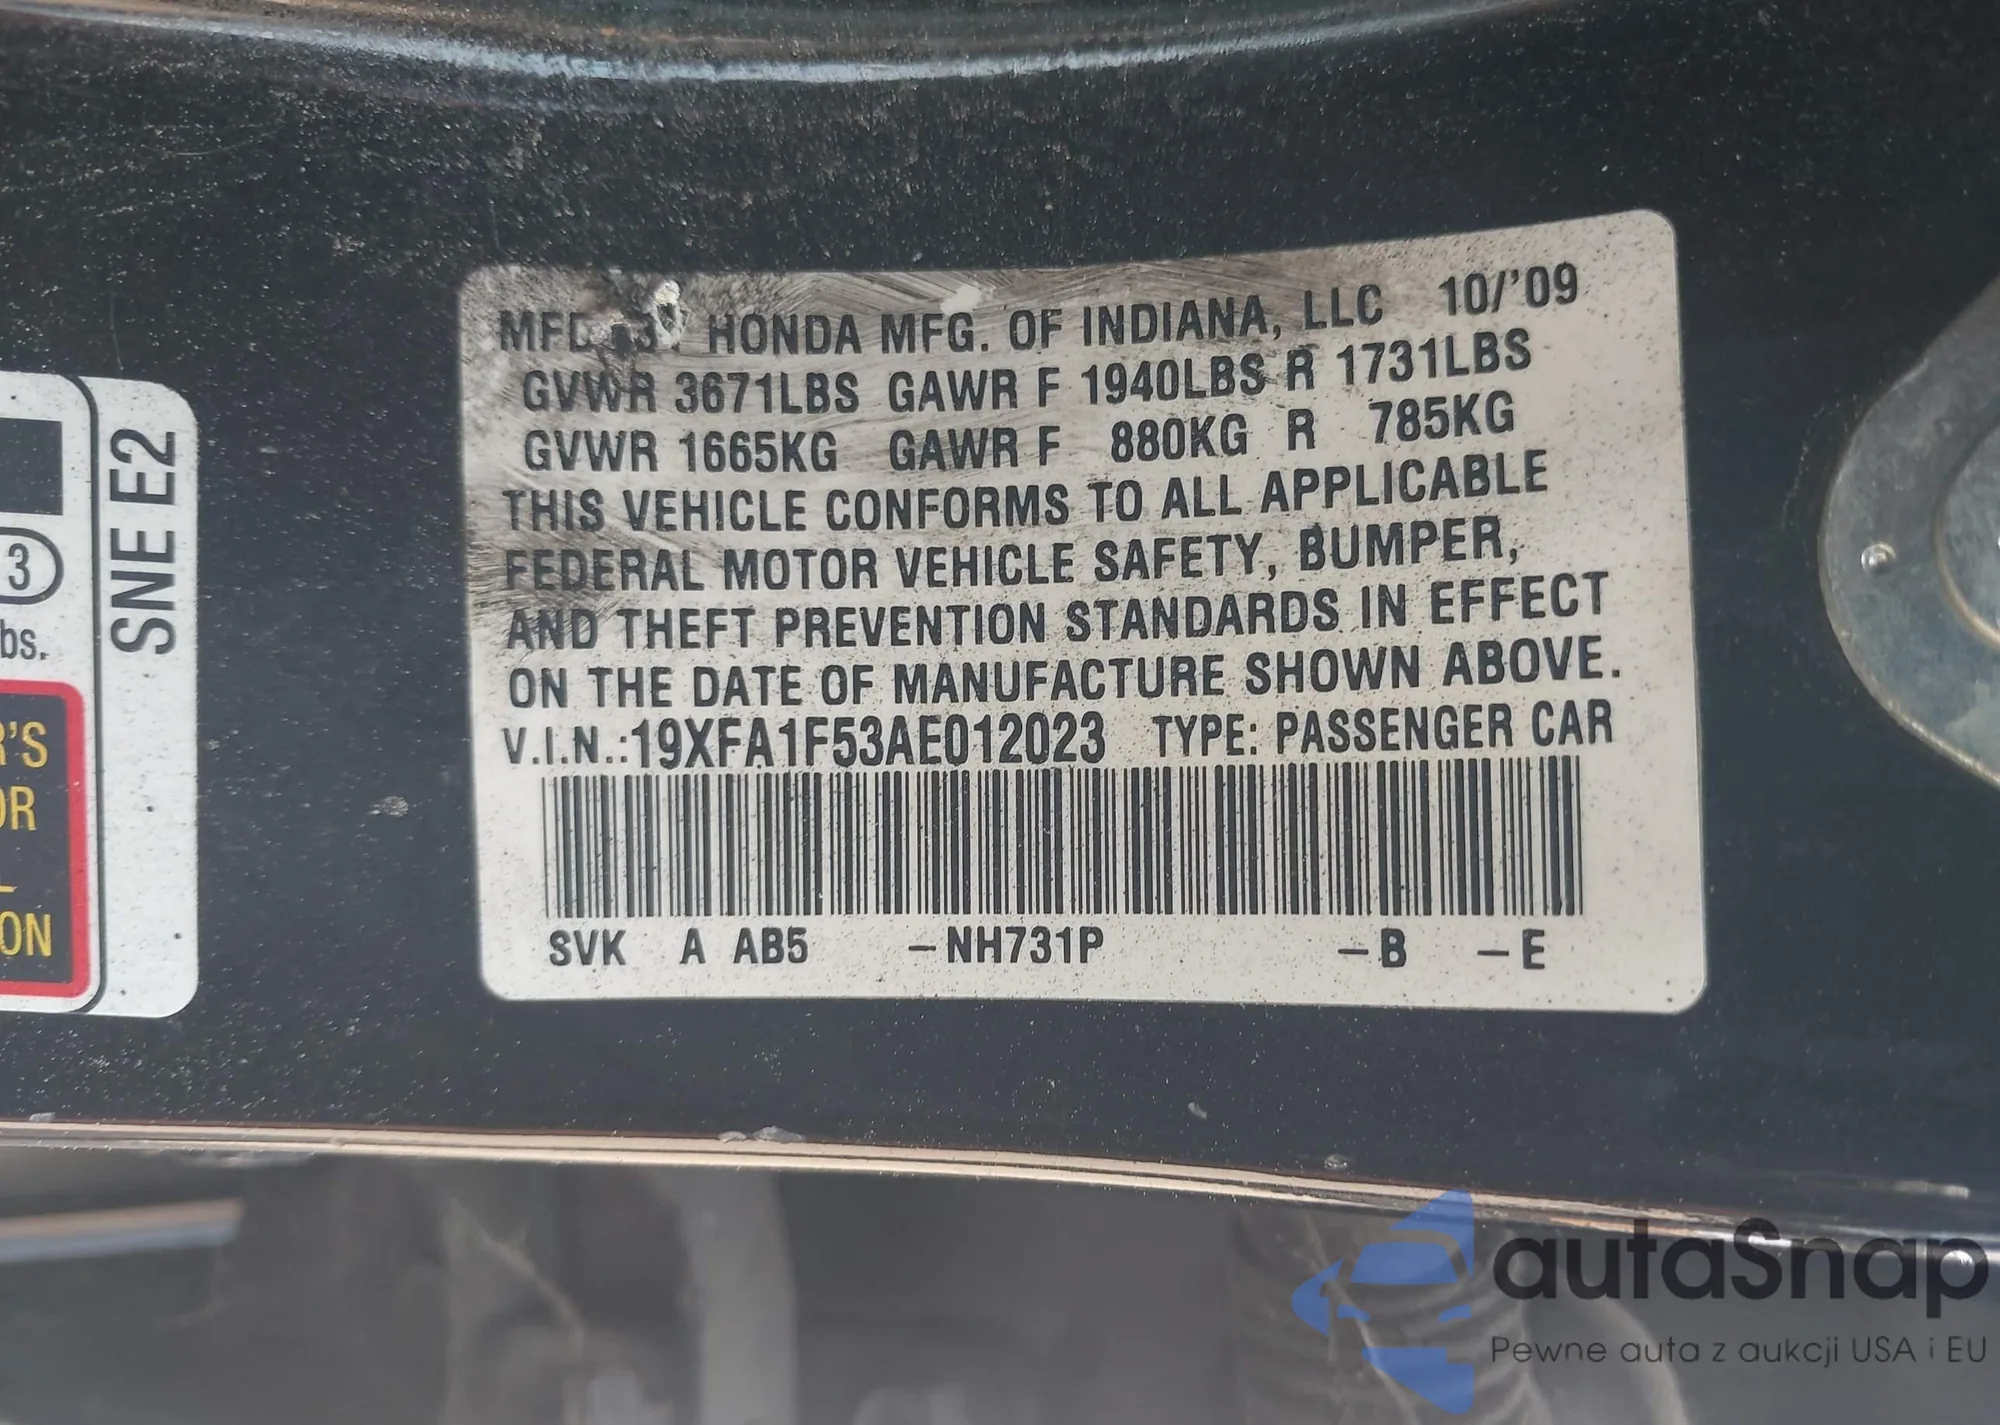 MFD BY HONDA MFG. OF INDIANA, LLC 10/'09
GVWR 3671LBS GAWR F 1940LBS R 1731LBS
GVWR 1665KG GAWR F 880KG R 785KG
THIS VEHICLE CONFORMS TO ALL APPLICABLE
FEDERAL MOTOR VEHICLE SAFETY, BUMPER,
AND THEFT PREVENTION STANDARDS IN EFFECT
ON THE DATE OF MANUFACTURE SHOWN ABOVE.
V.I.N.:19XFA1F53AE012023 TYPE: PASSENGER CAR
SVK A AB5 -NH731P -B -E
SNE E2
3
bs.
R'S
OR
ON
autaSnap
Pewne auta z aukcji USA i EU